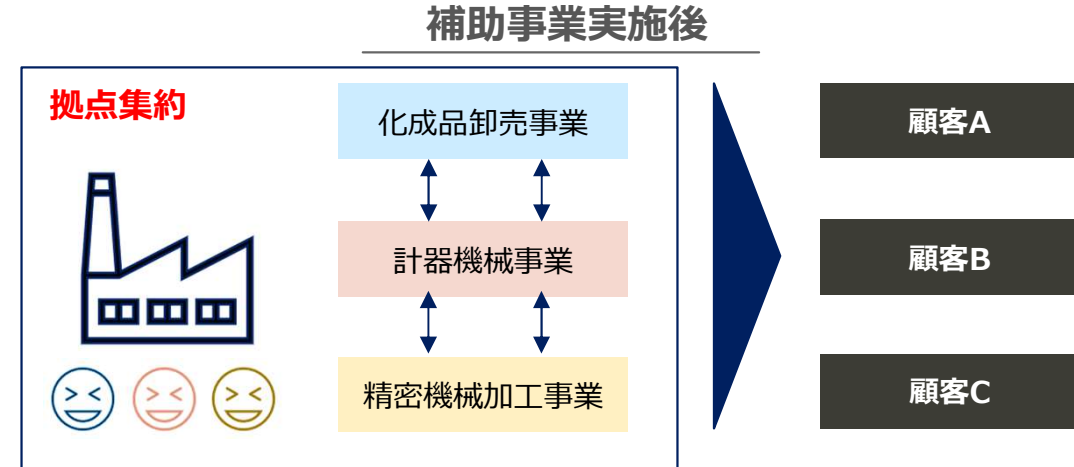 補助事業実施後
拠点集約
化成品卸売事業
計器機械事業
精密機械加工事業
顧客A
顧客B
顧客C